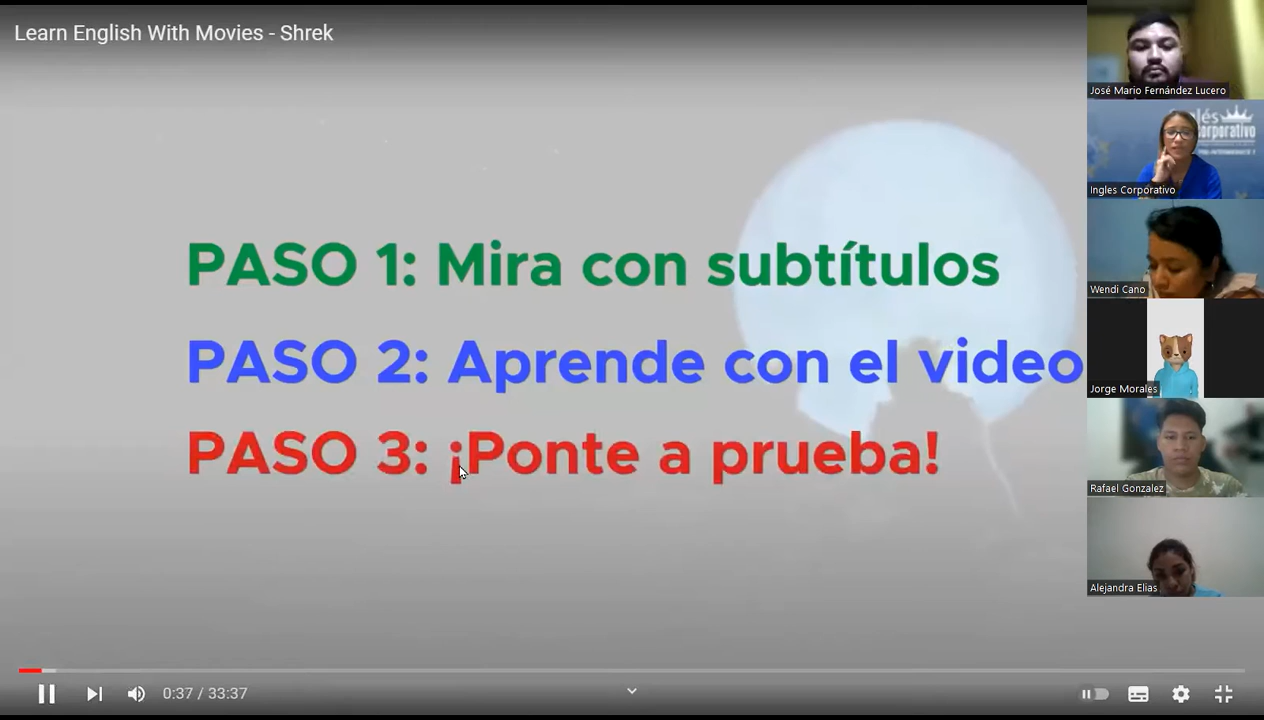 Learn English With Movies - Shrek
PASO 1: Mira con subtítulos
PASO 2: Aprende con el video
PASO 3: ¡Ponte a prueba!
0:37 / 33:37
José Mario Fernández Lucero
Ingles Corporativo
Wendi Cano
Jorge Morales
Rafael Gonzalez
Alejandra Elias